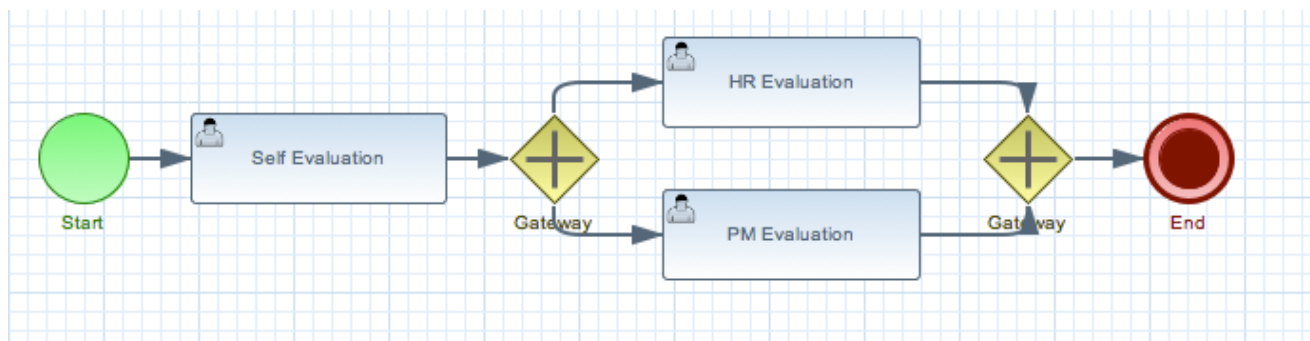 HR Evaluation
Self Evaluation
Start
Gateway
PM Evaluation
Gateway
End